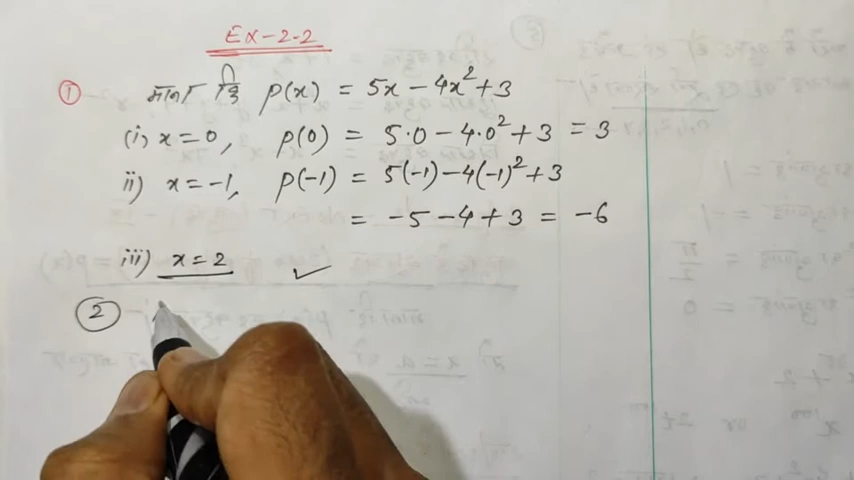 Ex-2.2
① माना कि p(x) = 5x - 4x² + 3
(i) x = 0, p(0) = 5·0 - 4·0² + 3 = 3
ii) x = -1, p(-1) = 5(-1) - 4(-1)² + 3
= -5 - 4 + 3 = -6
iii) x = 2 ✓
②